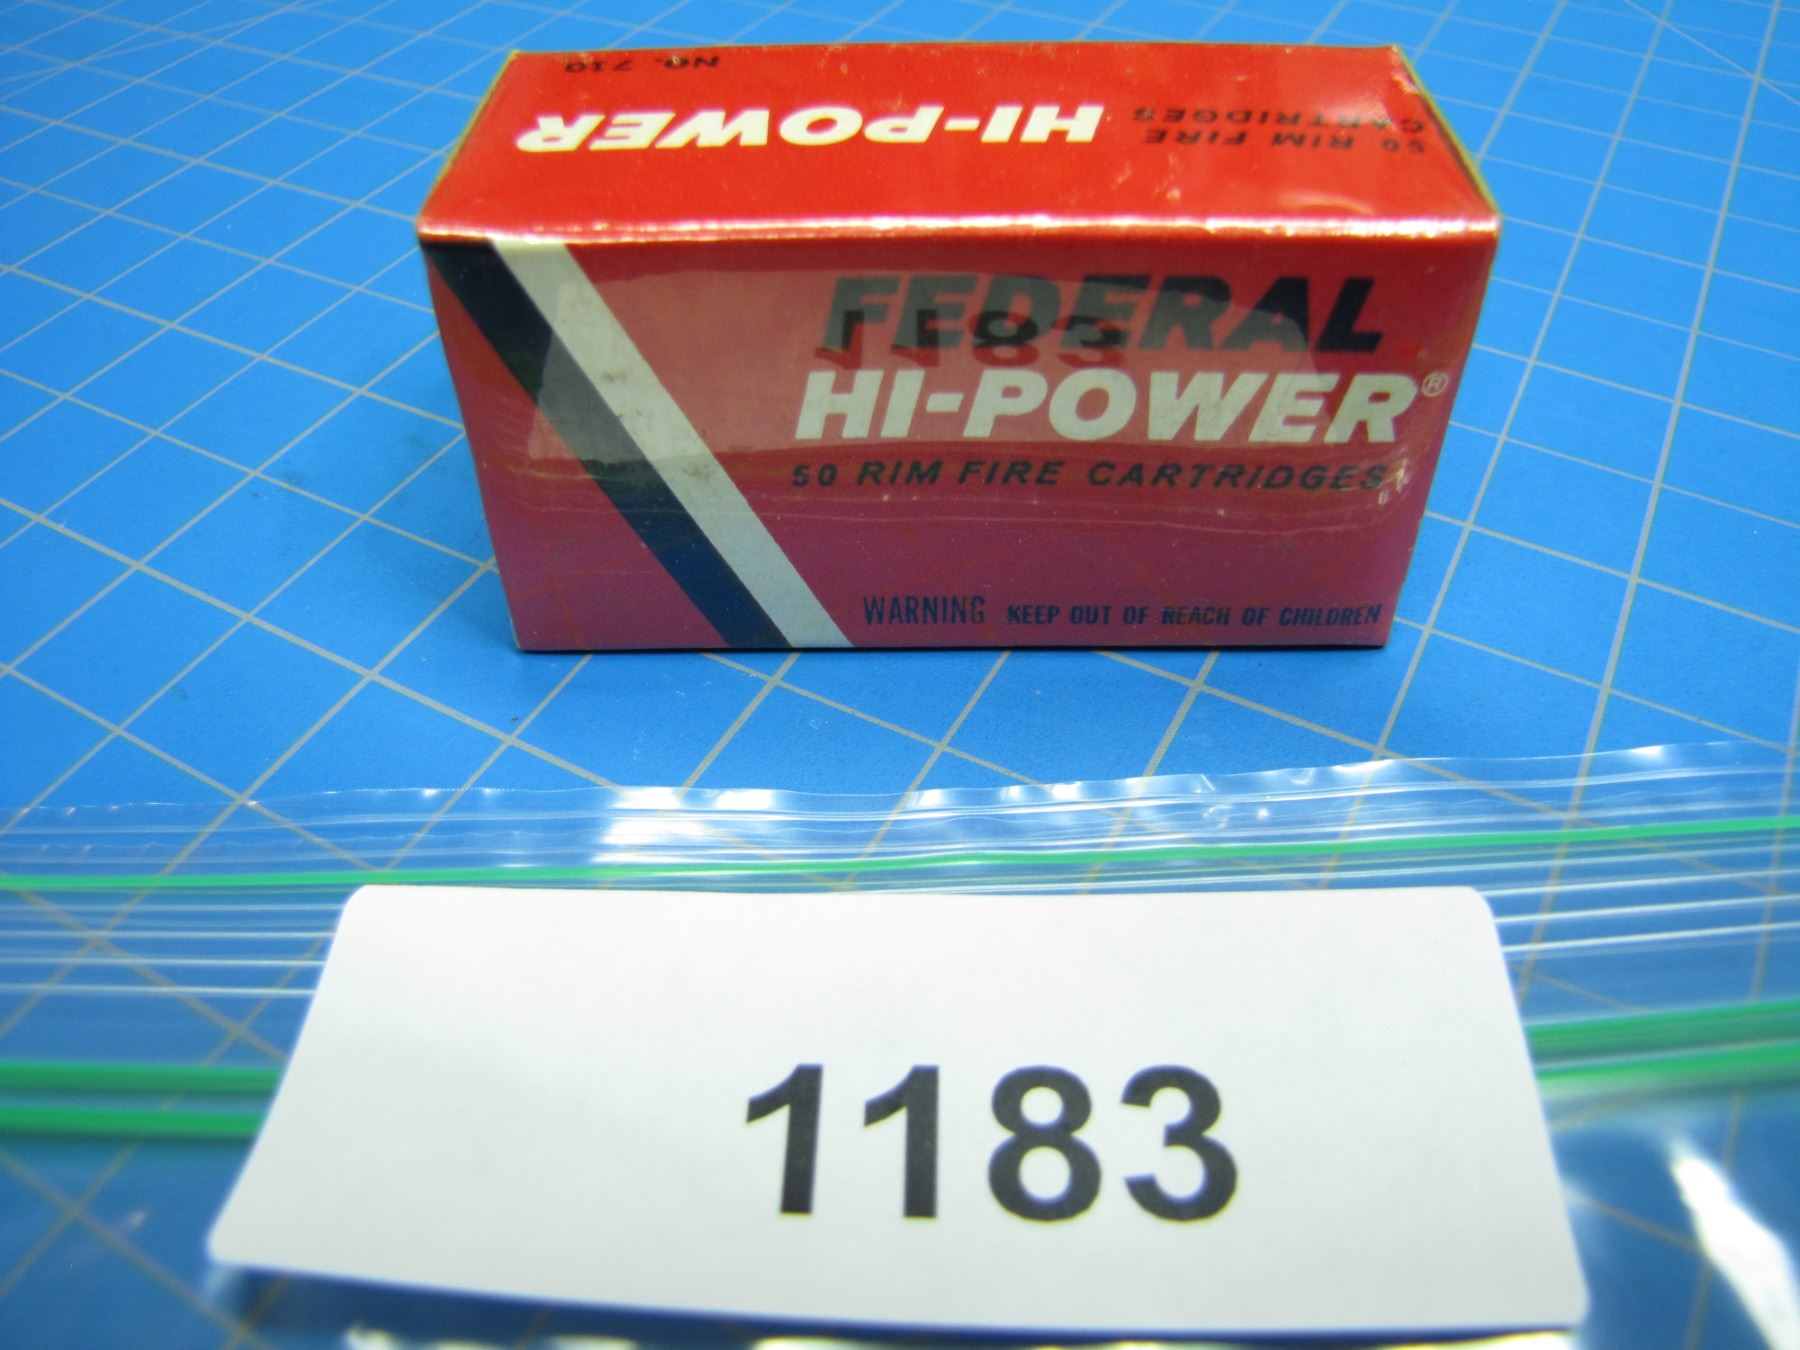 NO. 710
HI-POWER
50 RIM FIRE
CARTRIDGES
FEDERAL
HI-POWER®
50 RIM FIRE CARTRIDGES
WARNING KEEP OUT OF REACH OF CHILDREN
1183
1183